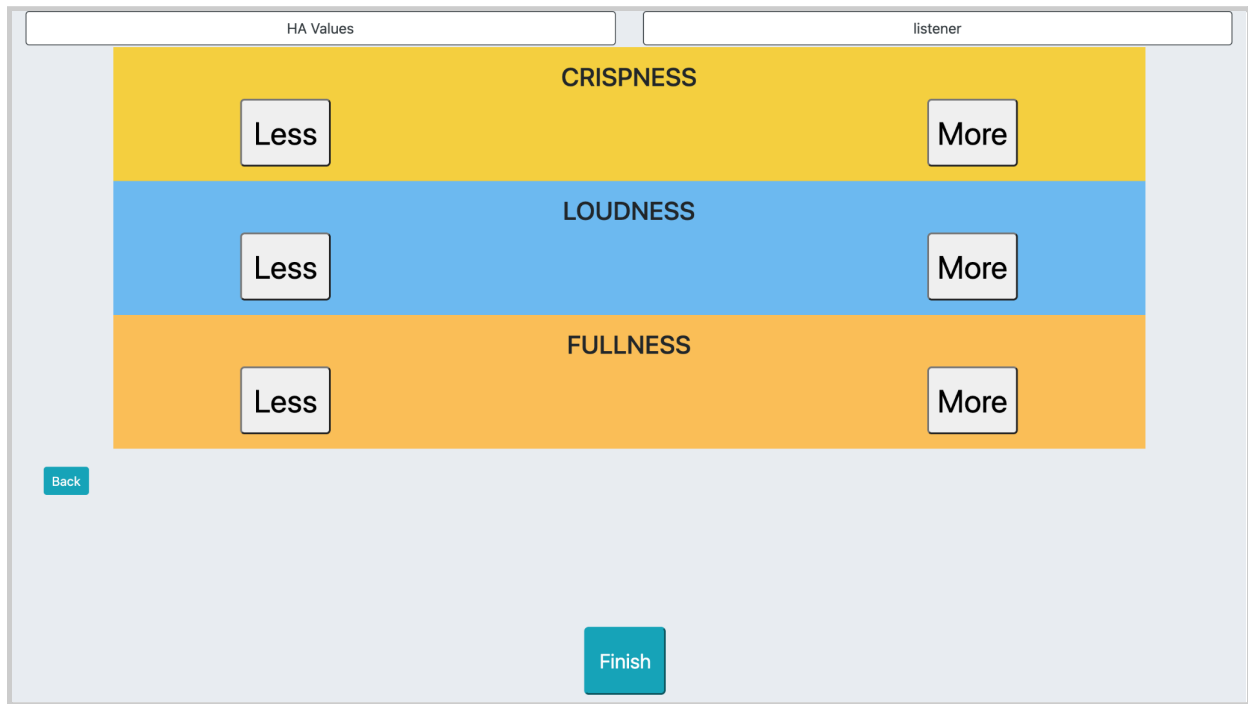 HA Values
listener
CRISPNESS
Less
More
LOUDNESS
Less
More
FULLNESS
Less
More
Back
Finish